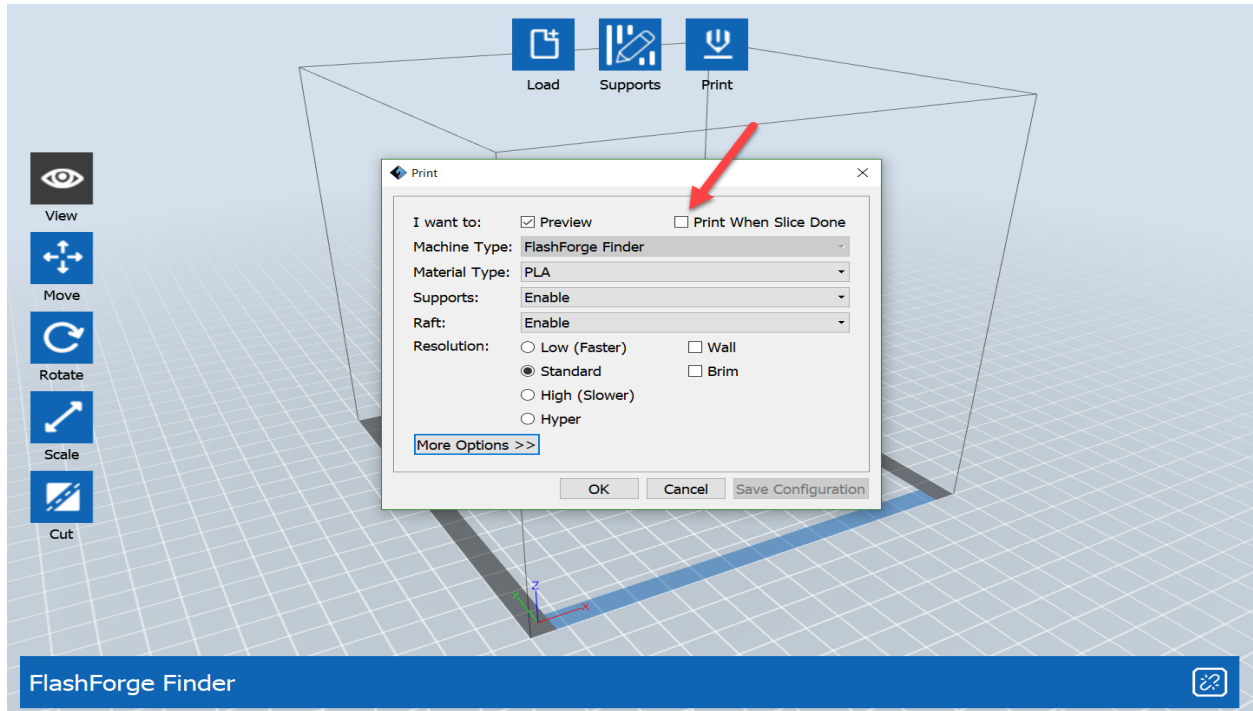 Load Supports Print
View
Move
Rotate
Scale
Cut
Print
I want to: Preview Print When Slice Done
Machine Type: FlashForge Finder
Material Type: PLA
Supports: Enable
Raft: Enable
Resolution: Low (Faster) Wall
Standard Brim
High (Slower)
Hyper
More Options >>
OK Cancel Save Configuration
Z
Y
X
FlashForge Finder